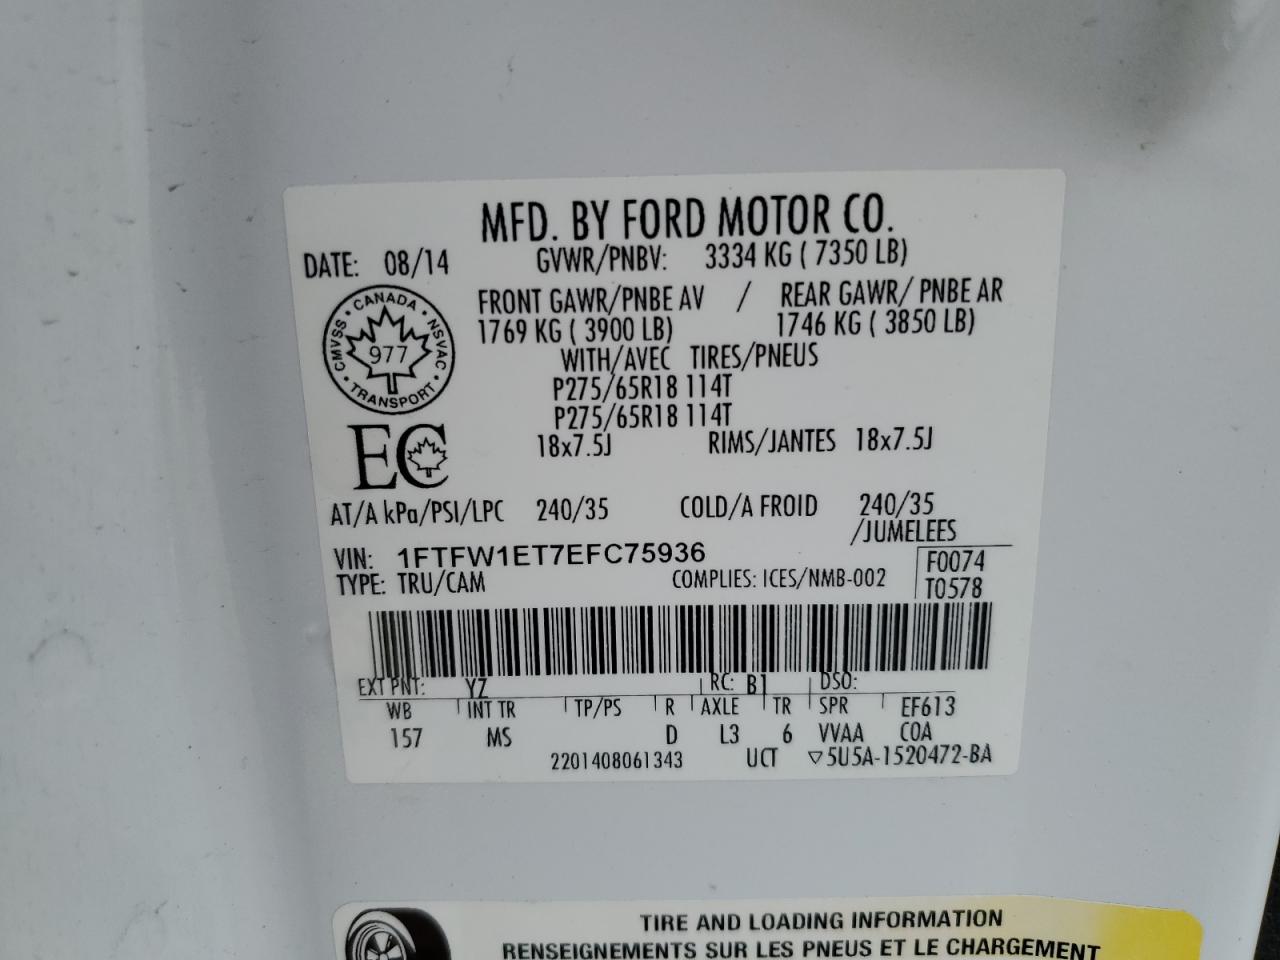 MFD. BY FORD MOTOR CO.
DATE: 08/14 GVWR/PNBV: 3334 KG ( 7350 LB)
FRONT GAWR/PNBE AV / REAR GAWR/ PNBE AR
1769 KG ( 3900 LB) 1746 KG ( 3850 LB)
WITH/AVEC TIRES/PNEUS
P275/65R18 114T
P275/65R18 114T
18x7.5J RIMS/JANTES 18x7.5J
CANADA • NSVAC • TRANSPORT • CMVSS •
977
EC
AT/A kPa/PSI/LPC 240/35 COLD/A FROID 240/35
/JUMELEES
VIN: 1FTFW1ET7EFC75936 F0074
TYPE: TRU/CAM COMPLIES: ICES/NMB-002 T0578
EXT PNT: YZ RC: B1 DSO:
WB INT TR TP/PS R AXLE TR SPR EF613
157 MS D L3 6 VVAA COA
2201408061343 UCT ▽5U5A-1520472-BA
TIRE AND LOADING INFORMATION
RENSEIGNEMENTS SUR LES PNEUS ET LE CHARGEMENT